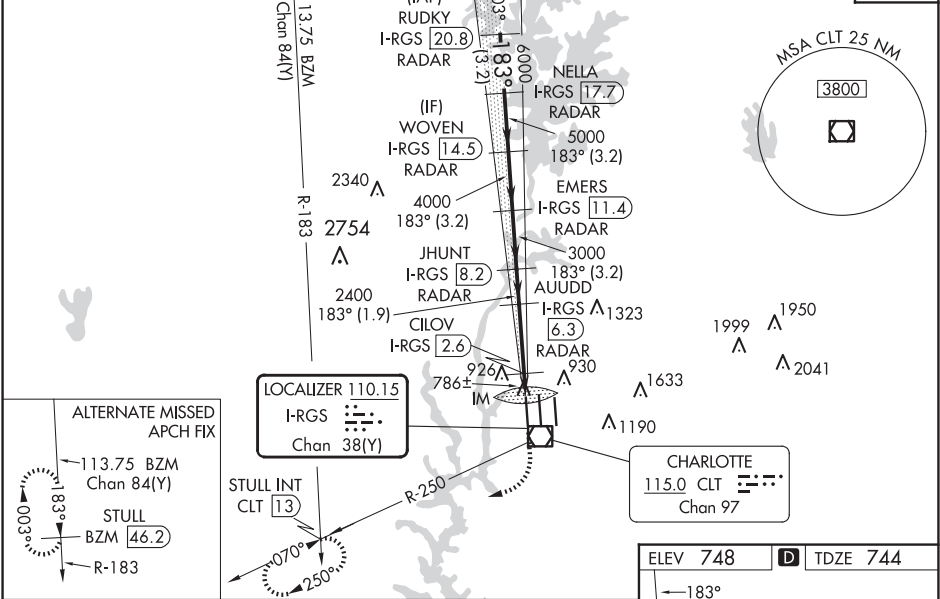 (IAF)
RUDKY
I-RGS 20.8
RADAR
13.75 BZM
Chan 84(Y)
R-183
(3.2)
6000
183°
NELLA
I-RGS 17.7
RADAR
5000
183° (3.2)
(IF)
WOVEN
I-RGS 14.5
RADAR
4000
183° (3.2)
EMERS
I-RGS 11.4
RADAR
3000
183° (3.2)
JHUNT
I-RGS 8.2
RADAR
2400
183° (1.9)
AUUDD
I-RGS
6.3
RADAR
CILOV
I-RGS 2.6
2340
2754
1323
926
930
786±
IM
1999
1950
2041
1633
1190
MSA CLT 25 NM
3800
LOCALIZER 110.15
I-RGS
Chan 38(Y)
CHARLOTTE
115.0 CLT
Chan 97
R-250
STULL INT
CLT 13
070°
250°
ALTERNATE MISSED
APCH FIX
113.75 BZM
Chan 84(Y)
183°
003°
STULL
BZM 46.2
R-183
ELEV 748
D
TDZE 744
183°